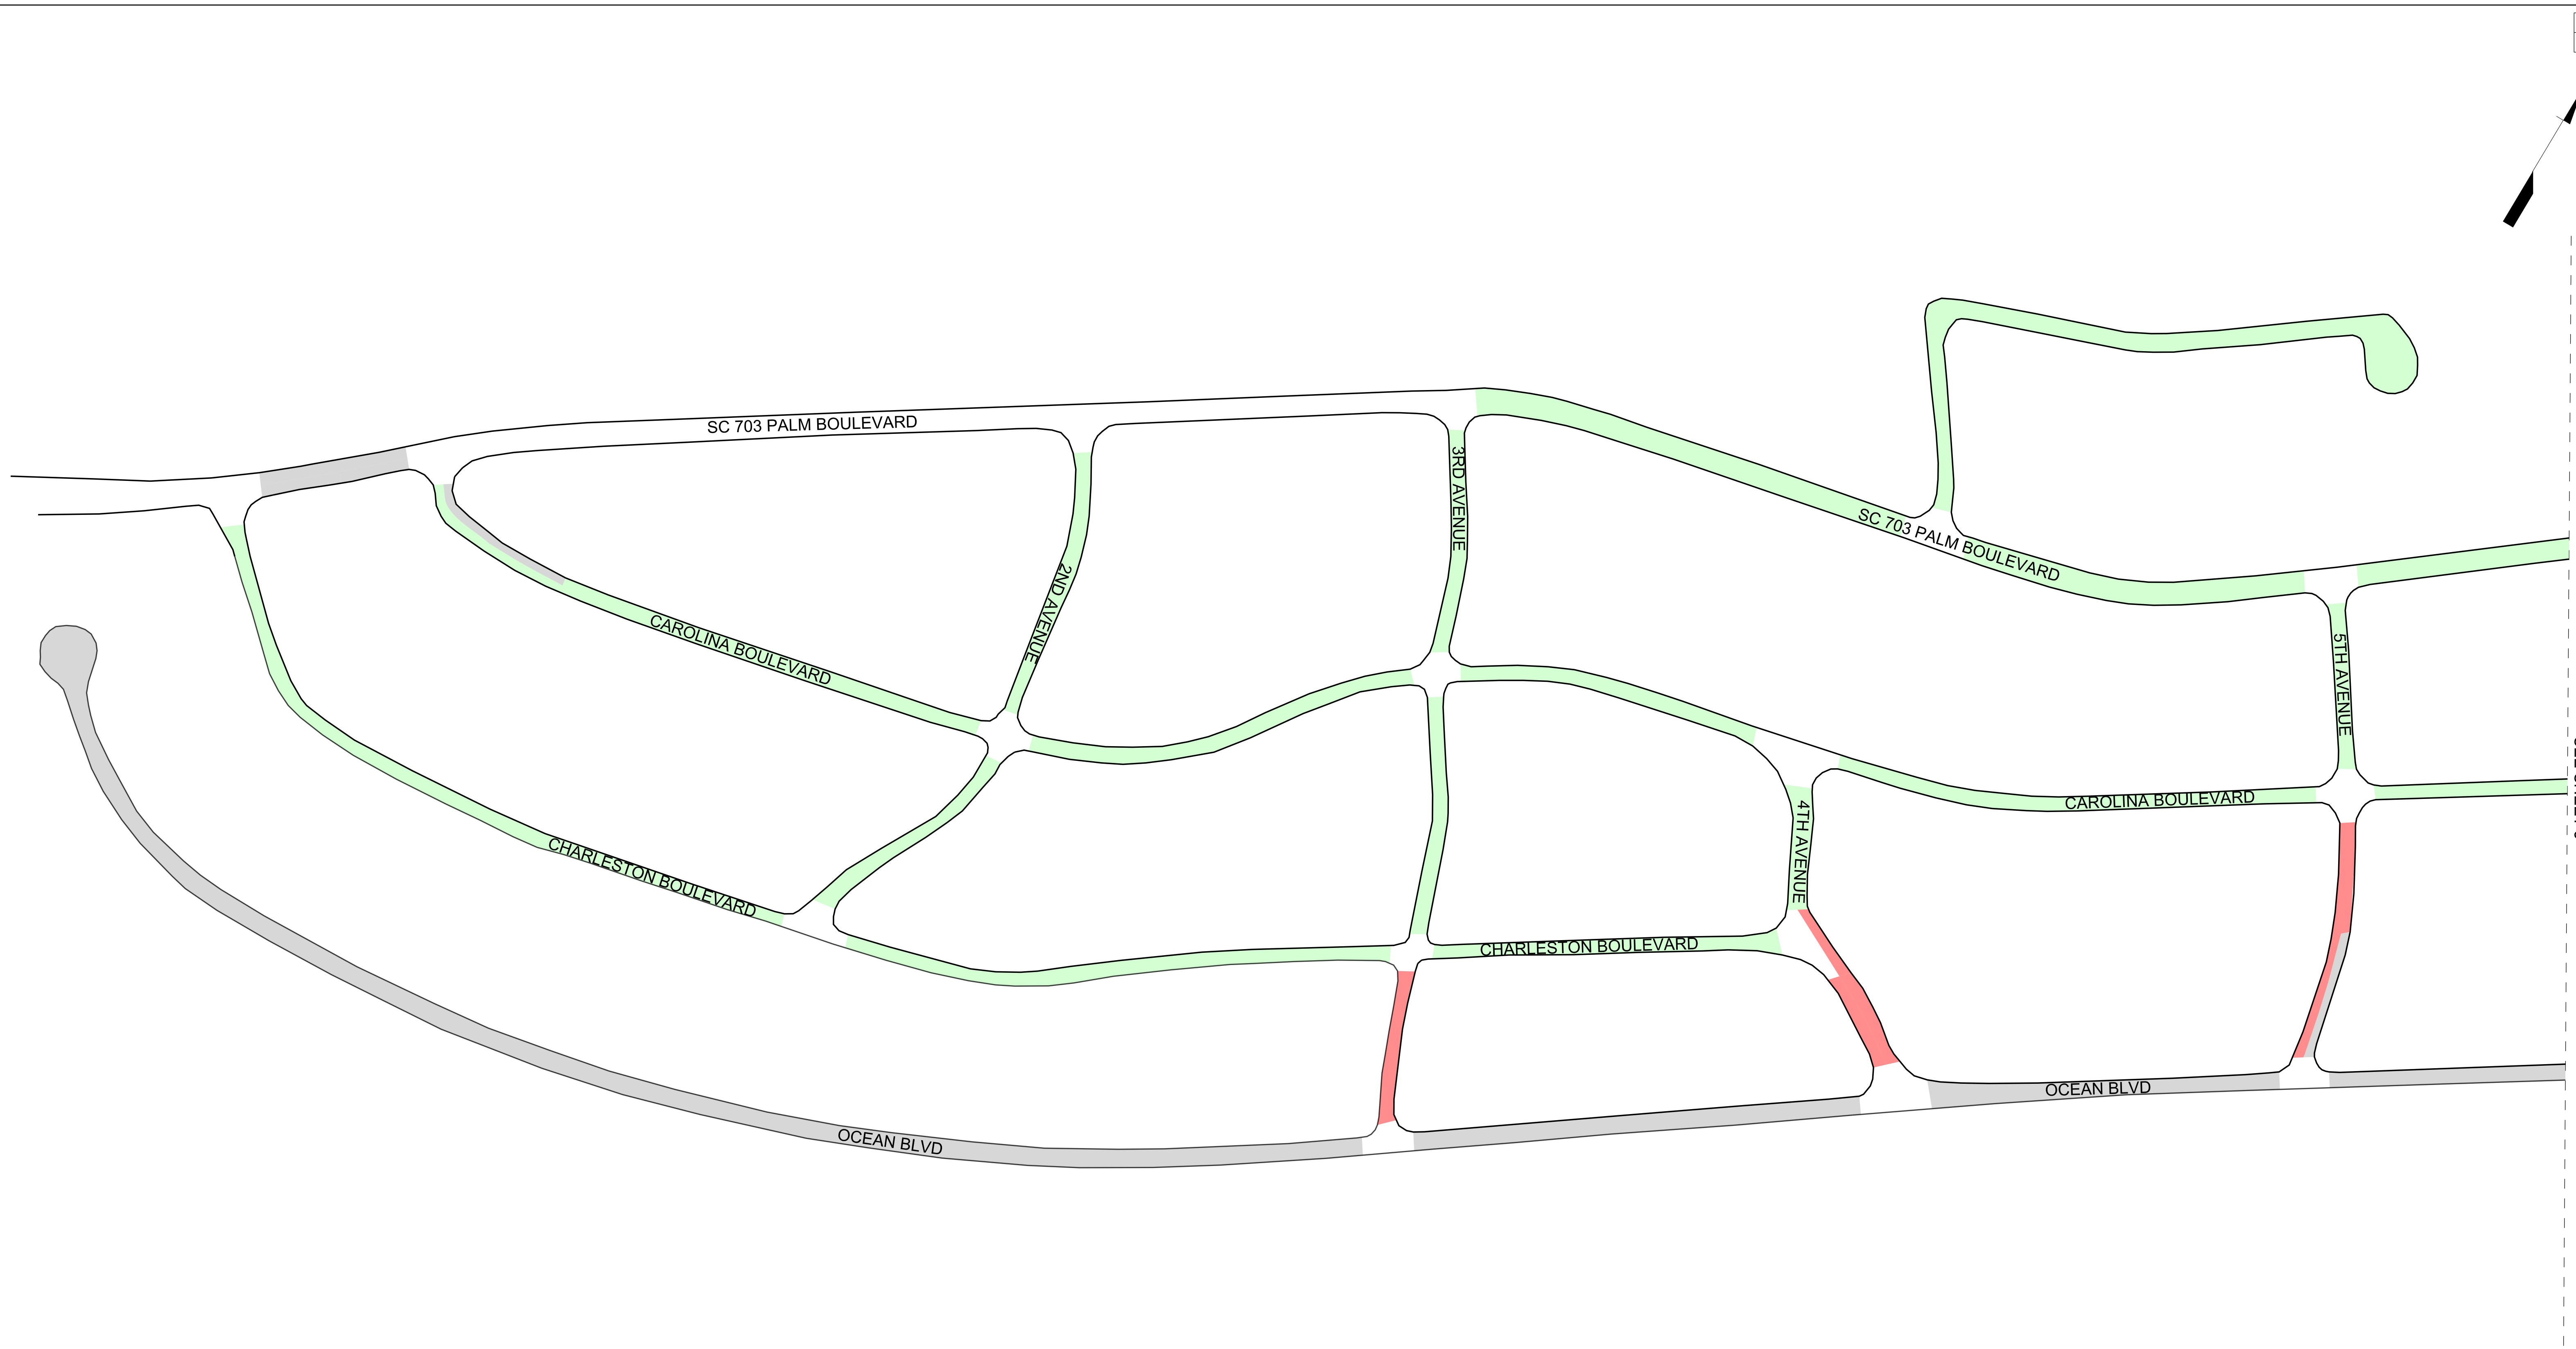 SC 703 PALM BOULEVARD
3RD AVENUE
SC 703 PALM BOULEVARD
2ND AVENUE
CAROLINA BOULEVARD
5TH AVENUE
CAROLINA BOULEVARD
4TH AVENUE
CHARLESTON BOULEVARD
CHARLESTON BOULEVARD
OCEAN BLVD
OCEAN BLVD